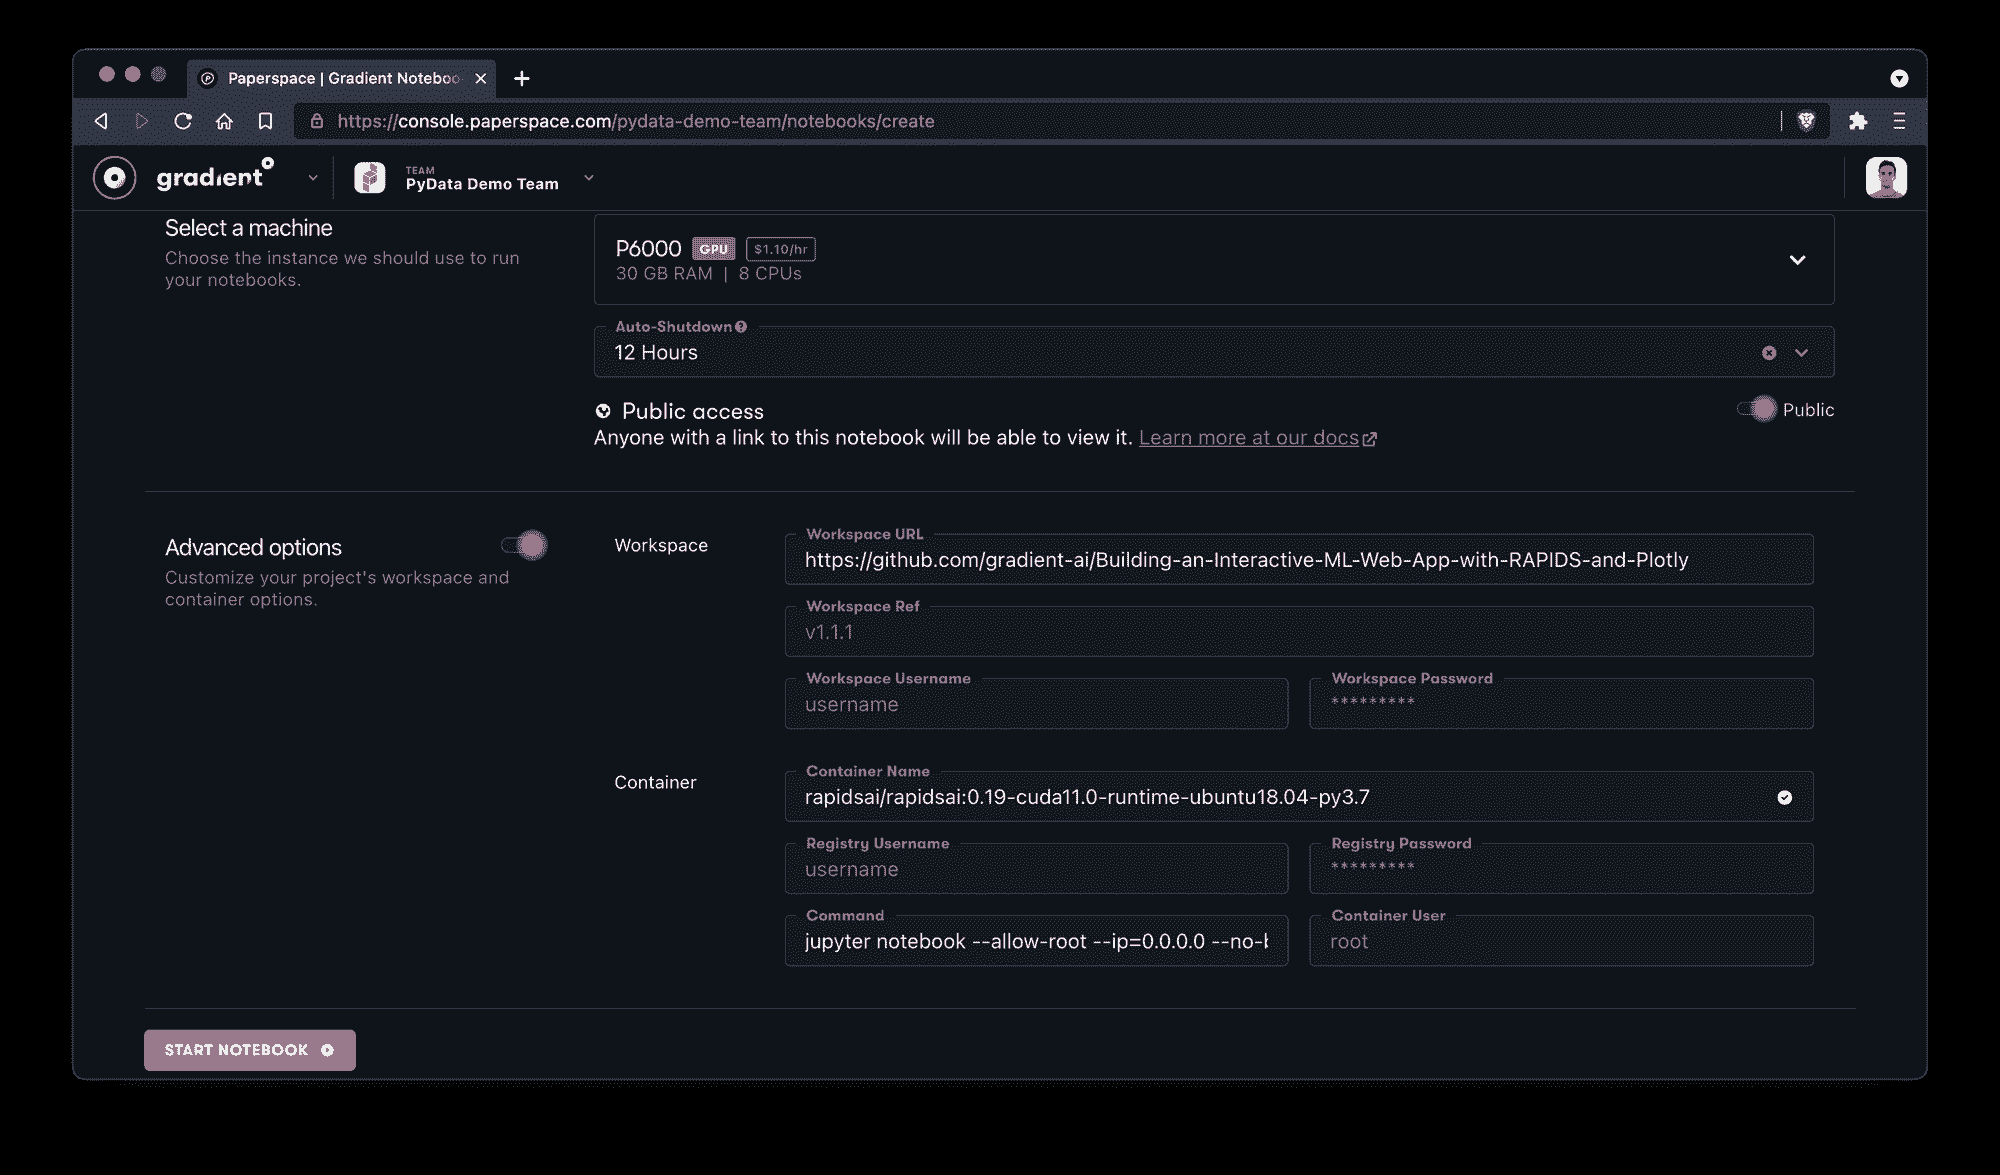 Paperspace | Gradient Noteboo
https://console.paperspace.com/pydata-demo-team/notebooks/create
gradient
TEAM
PyData Demo Team
Select a machine
Choose the instance we should use to run
your notebooks.
P6000 GPU $1.10/hr
30 GB RAM | 8 CPUs
Auto-Shutdown
12 Hours
Public access
Public
Anyone with a link to this notebook will be able to view it. Learn more at our docs
Advanced options
Customize your project's workspace and
container options.
Workspace
Workspace URL
https://github.com/gradient-ai/Building-an-Interactive-ML-Web-App-with-RAPIDS-and-Plotly
Workspace Ref
v1.1.1
Workspace Username
username
Workspace Password
*********
Container
Container Name
rapidsai/rapidsai:0.19-cuda11.0-runtime-ubuntu18.04-py3.7
Registry Username
username
Registry Password
*********
Command
jupyter notebook --allow-root --ip=0.0.0.0 --no-
Container User
root
START NOTEBOOK